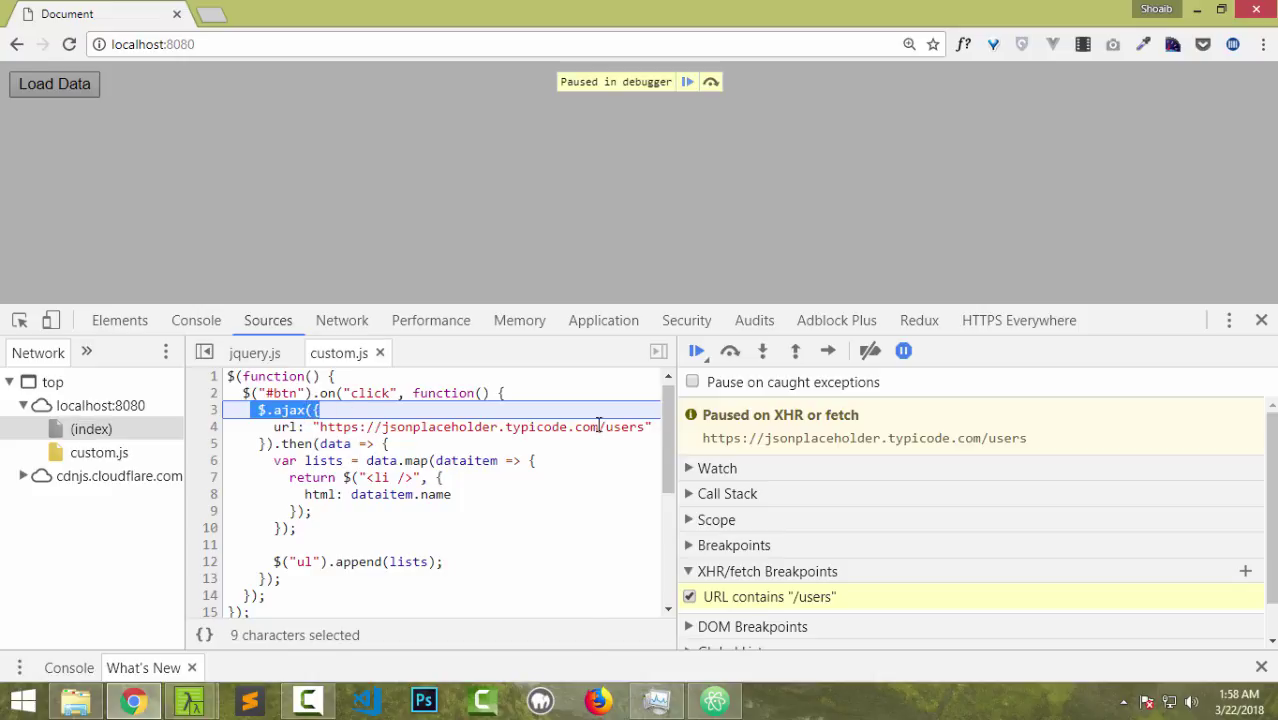 Document
Shoaib
localhost:8080
f?
Load Data
Paused in debugger
Elements Console Sources Network Performance Memory Application Security Audits Adblock Plus Redux HTTPS Everywhere
Network »
jquery.js custom.js
top
localhost:8080
(index)
custom.js
cdnjs.cloudflare.com
1 $(function() {
2 $("#btn").on("click", function() {
3 $.ajax({
4 url: "https://jsonplaceholder.typicode.com/users"
5 }).then(data => {
6 var lists = data.map(dataitem => {
7 return $("<li />", {
8 html: dataitem.name
9 });
10 });
11
12 $("ul").append(lists);
13 });
14 });
15 });
{} 9 characters selected
Pause on caught exceptions
Paused on XHR or fetch
https://jsonplaceholder.typicode.com/users
Watch
Call Stack
Scope
Breakpoints
XHR/fetch Breakpoints
URL contains "/users"
DOM Breakpoints
Console What's New
Ps
1:58 AM
3/22/2018